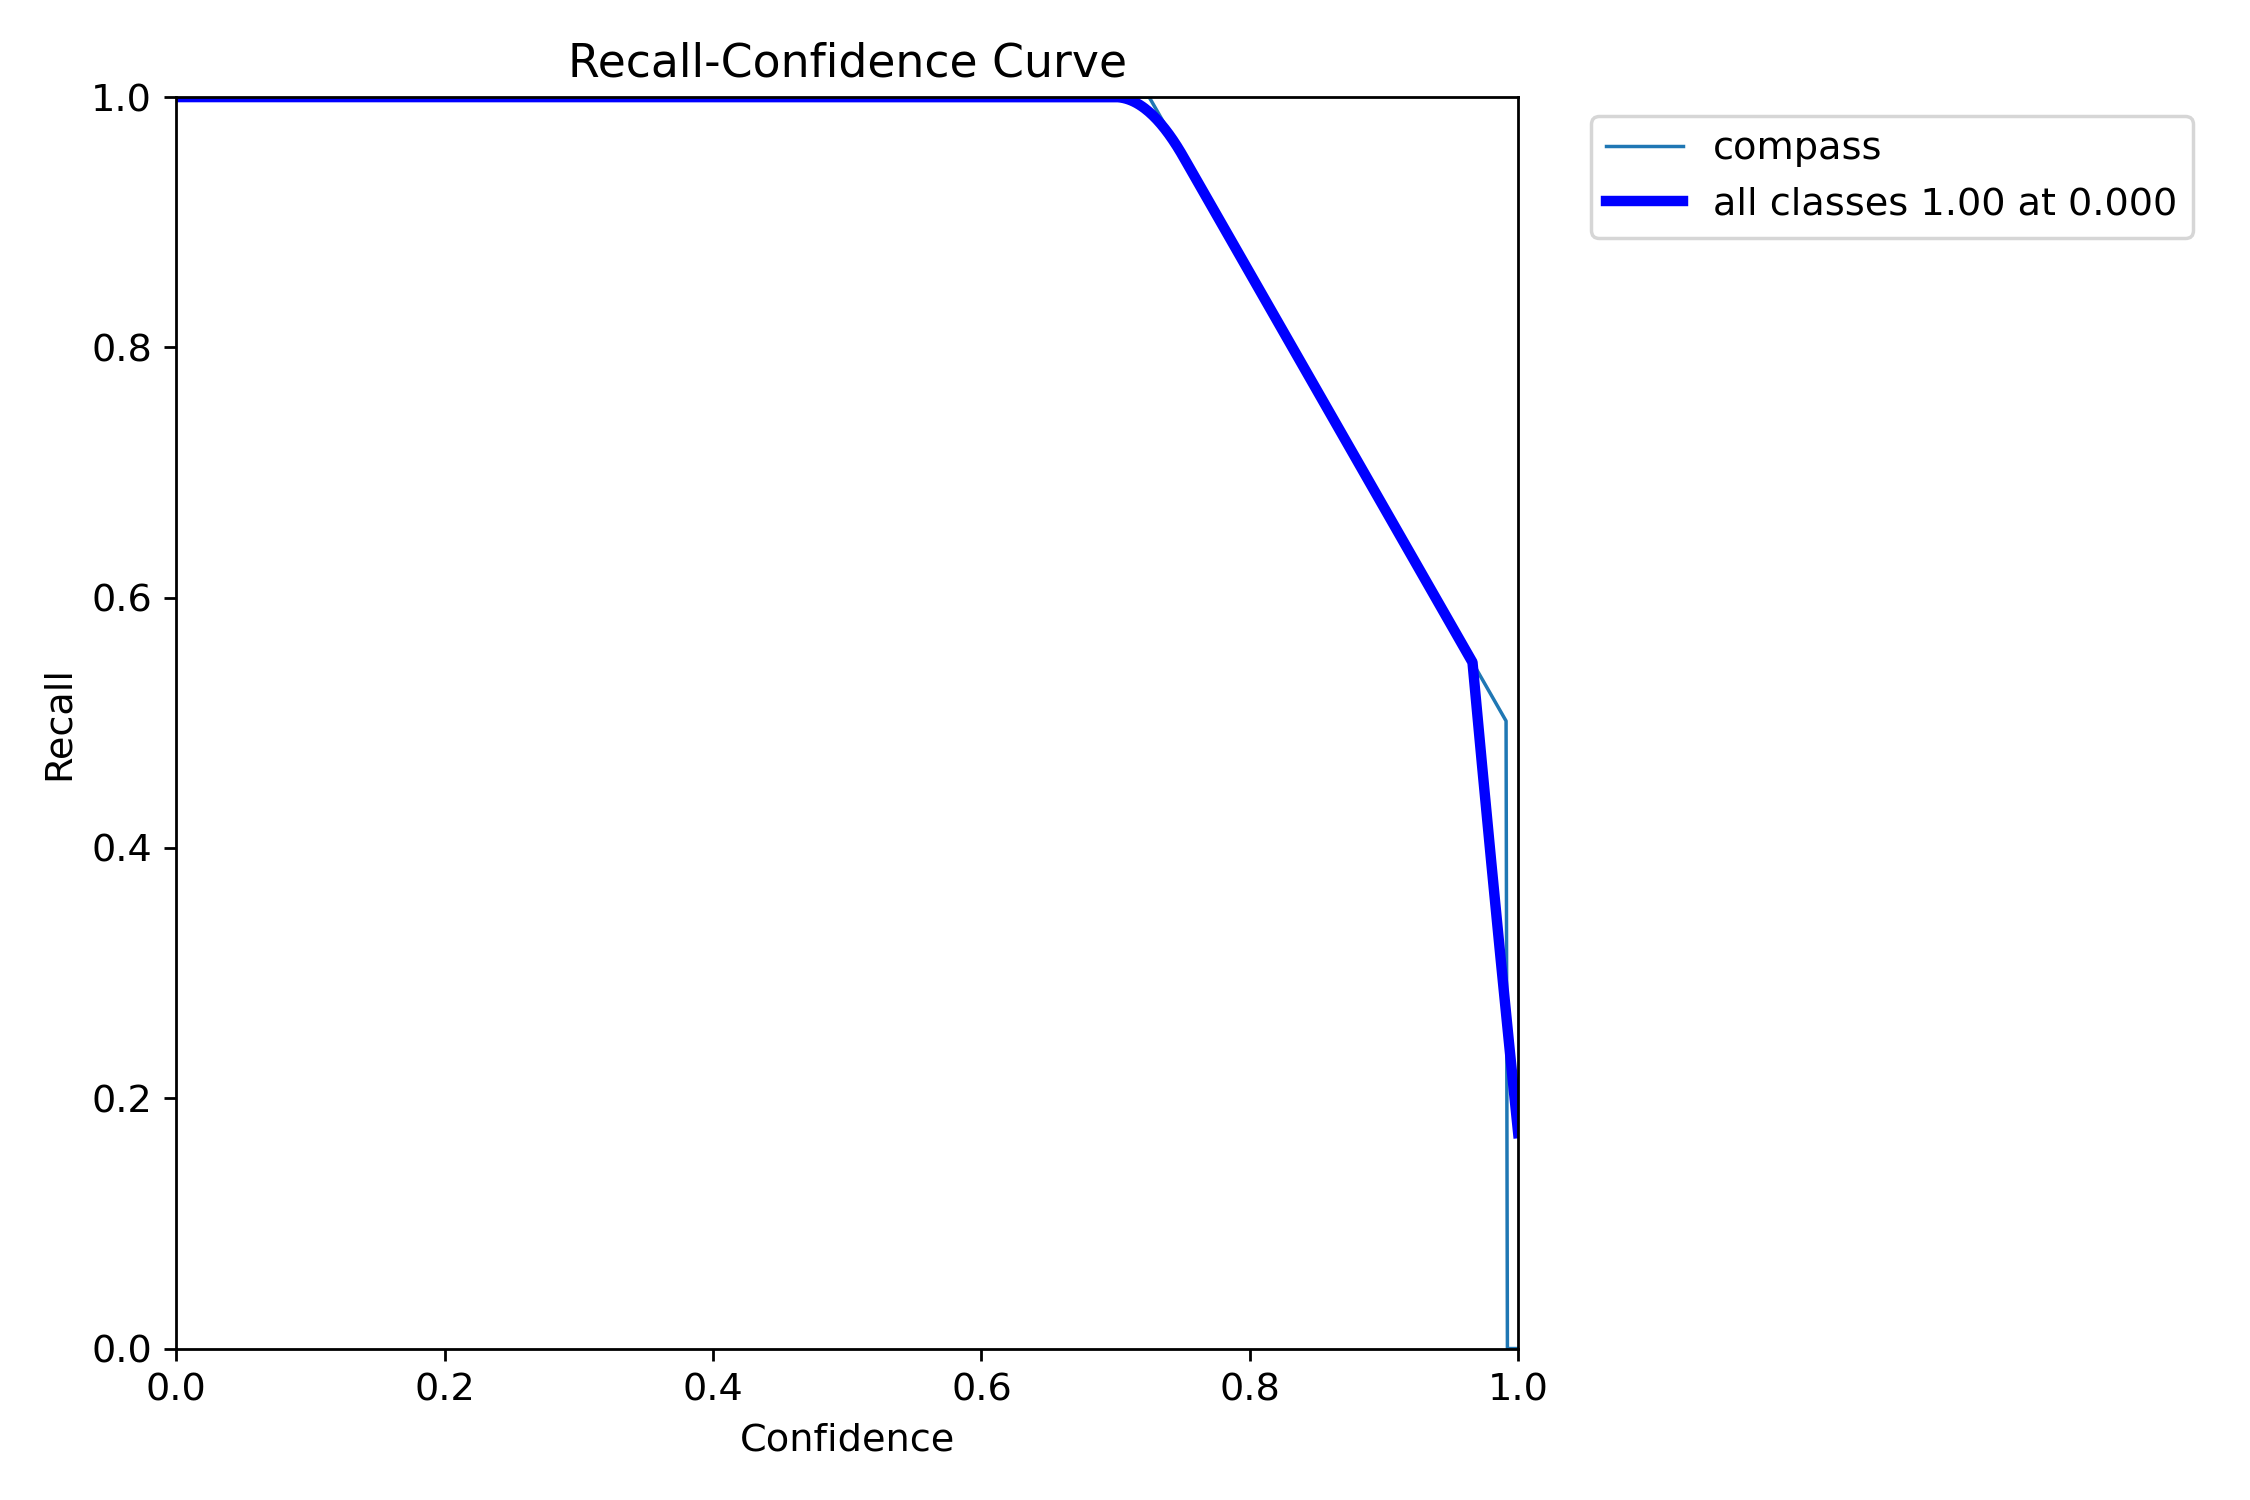 Recall-Confidence Curve
1.0
0.8
0.6
0.4
0.2
0.0
Recall
0.0 0.2 0.4 0.6 0.8 1.0
Confidence
compass
all classes 1.00 at 0.000